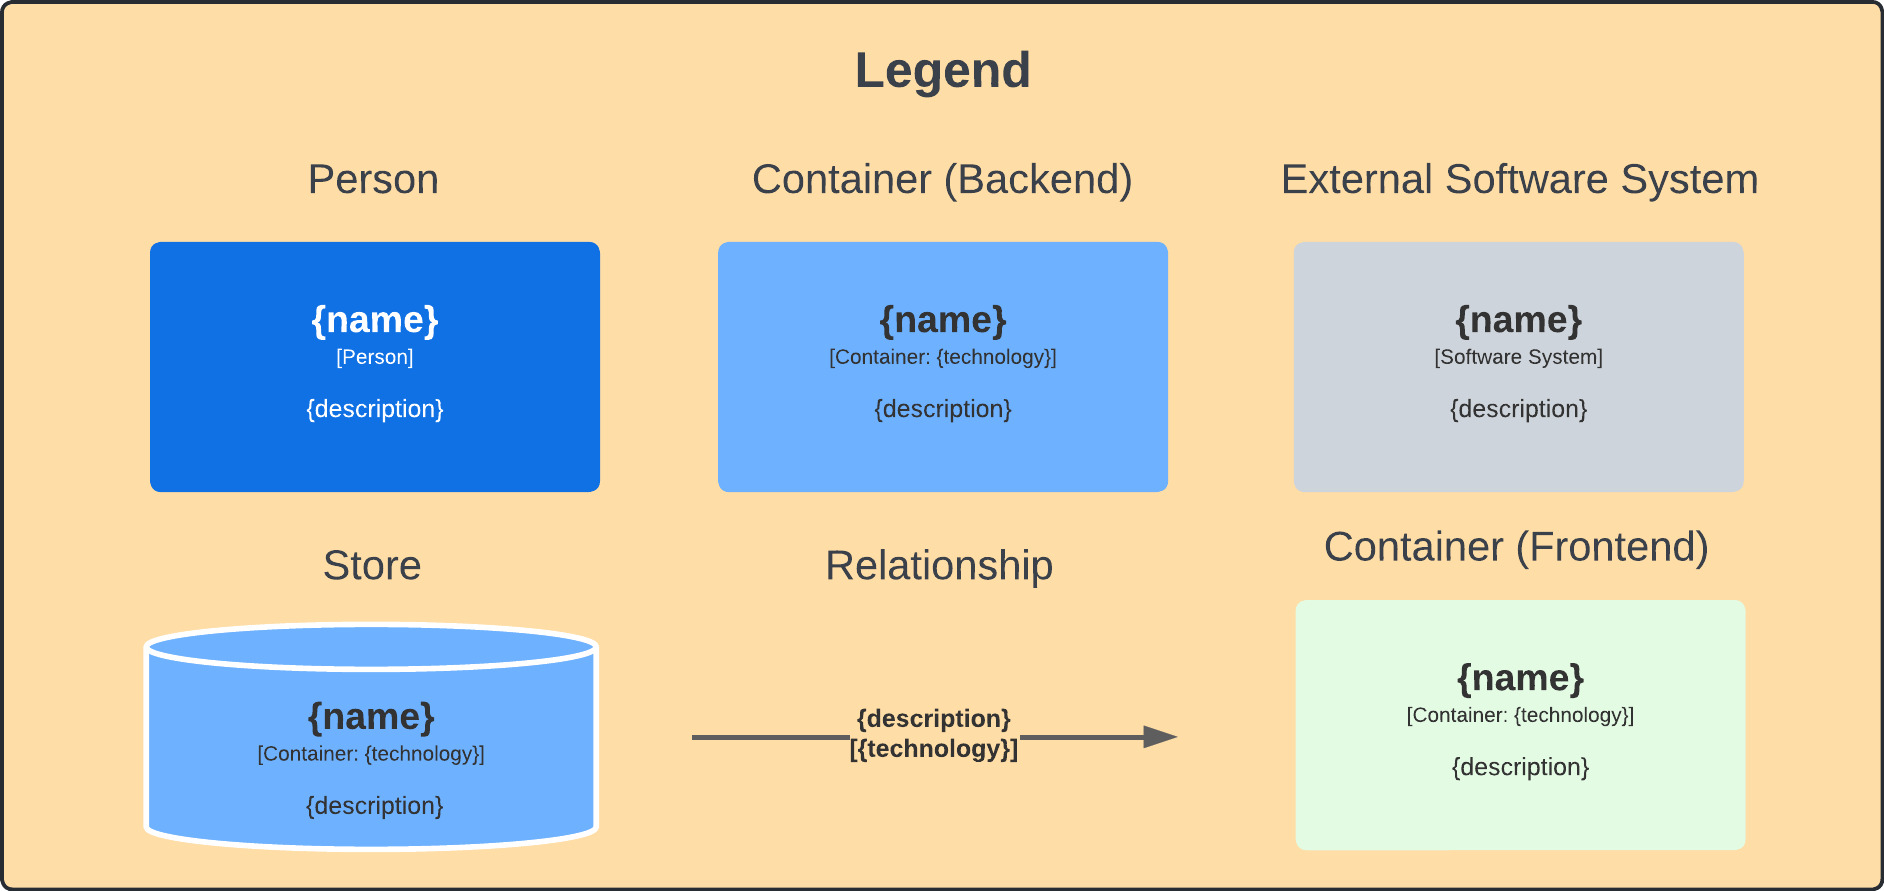 Legend
Person
Container (Backend)
External Software System
{name}
[Person]
{description}
{name}
[Container: {technology}]
{description}
{name}
[Software System]
{description}
Store
Relationship
Container (Frontend)
{name}
[Container: {technology}]
{description}
{description}
[{technology}]
{name}
[Container: {technology}]
{description}